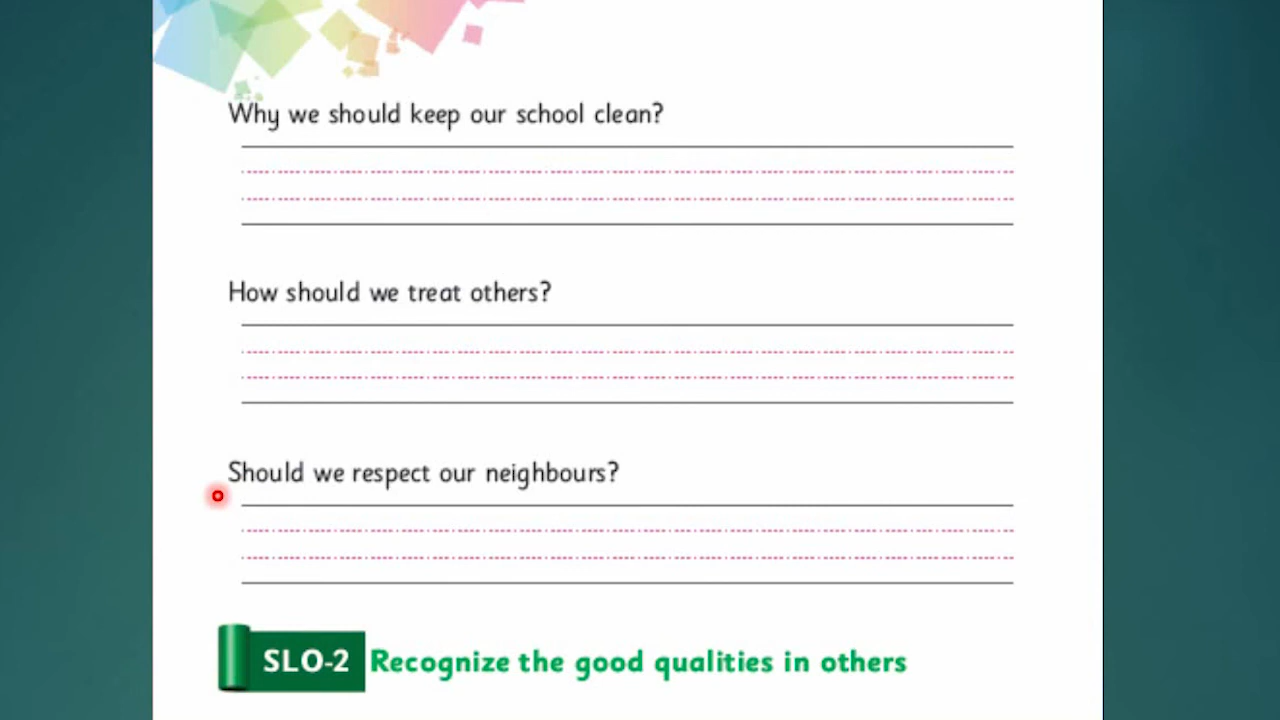 Why we should keep our school clean?
How should we treat others?
Should we respect our neighbours?
SLO-2 Recognize the good qualities in others